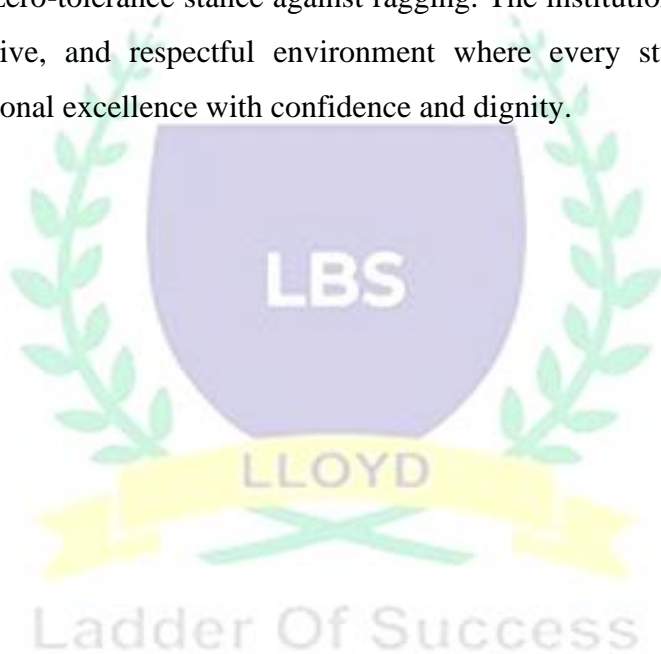 Zero-tolerance stance against ragging. The institution
ive, and respectful environment where every st
onal excellence with confidence and dignity.
LBS
LLOYD
Ladder Of Success